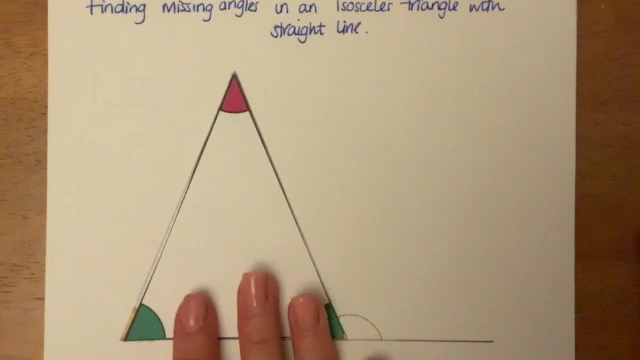 Finding Missing angles in an Isosceles triangle with
straight line.